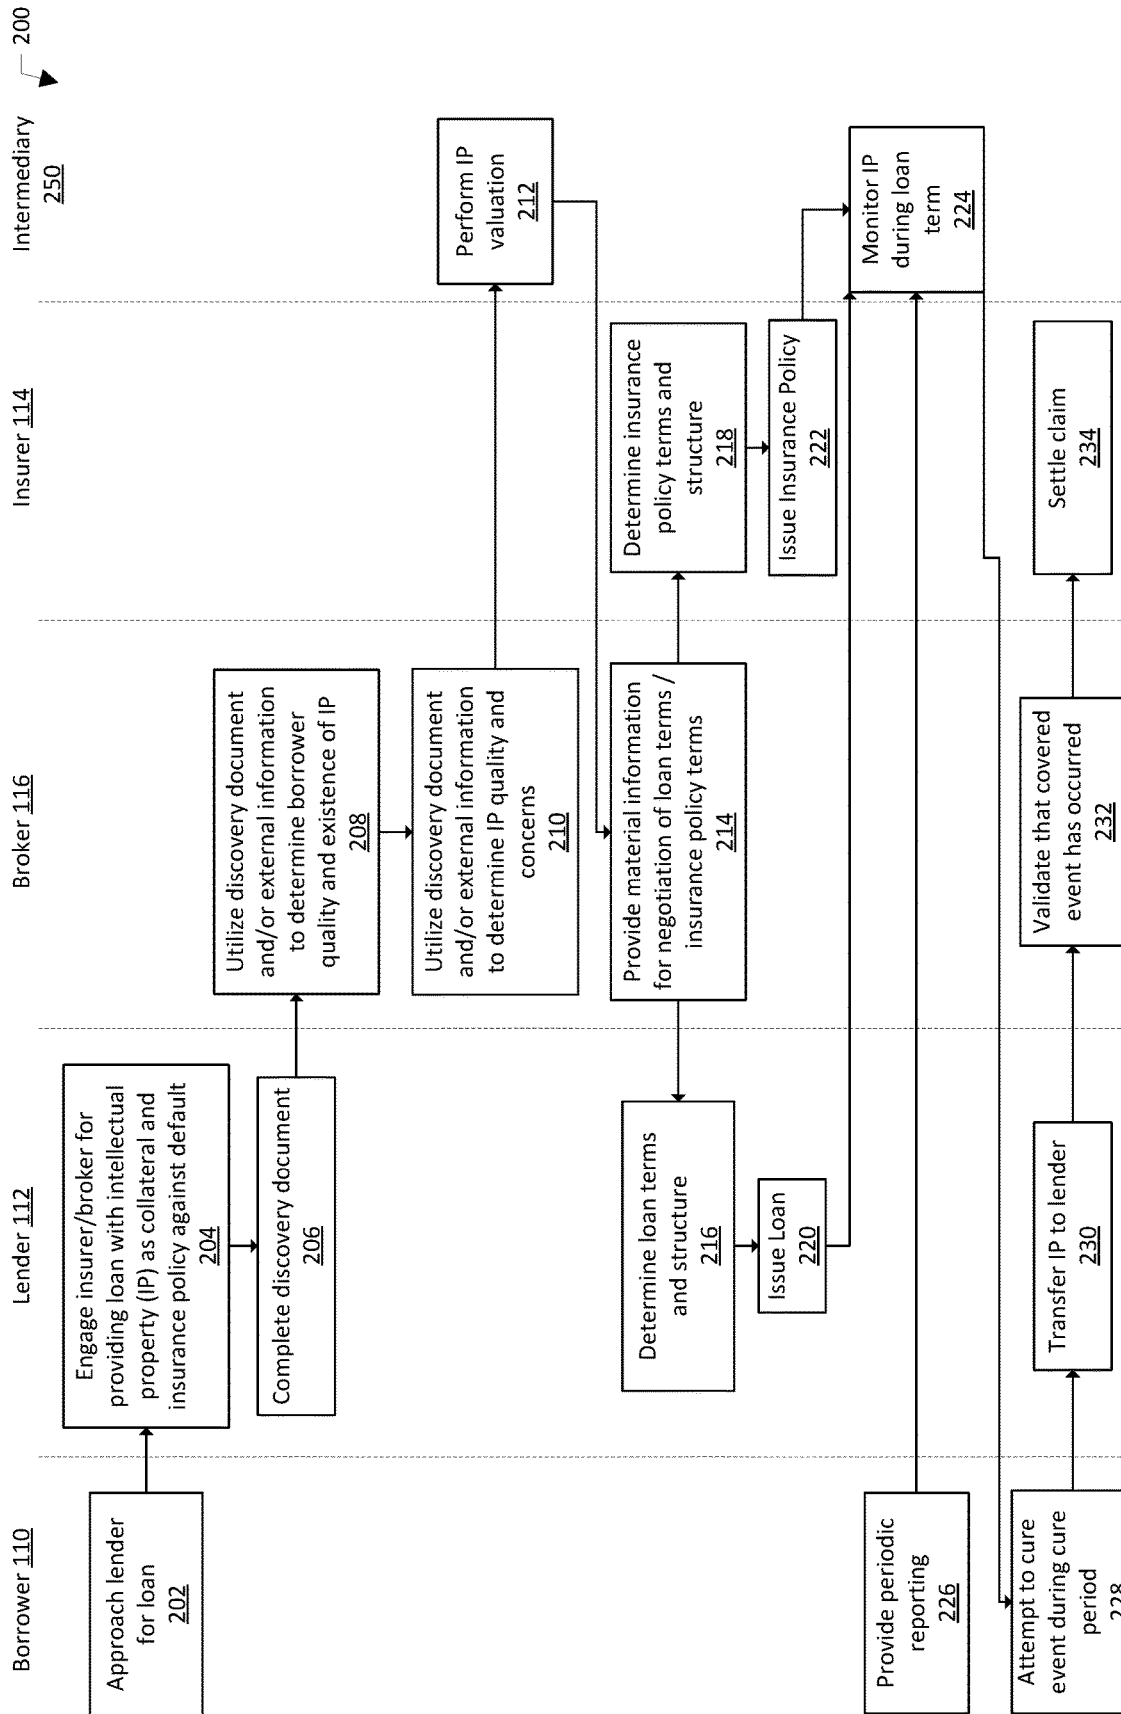 200
Borrower 110
Lender 112
Broker 116
Insurer 114
Intermediary
250
Approach lender
for loan
202
Engage insurer/broker for
providing loan with intellectual
property (IP) as collateral and
insurance policy against default
204
Complete discovery document
206
Utilize discovery document
and/or external information
to determine borrower
quality and existence of IP
208
Utilize discovery document
and/or external information
to determine IP quality and
concerns
210
Perform IP
valuation
212
Provide material information
for negotiation of loan terms /
insurance policy terms
214
Determine loan terms
and structure
216
Determine insurance
policy terms and
structure
218
Issue Loan
220
Issue Insurance Policy
222
Monitor IP
during loan
term
224
Provide periodic
reporting
226
Attempt to cure
event during cure
period
228
Transfer IP to lender
230
Validate that covered
event has occurred
232
Settle claim
234